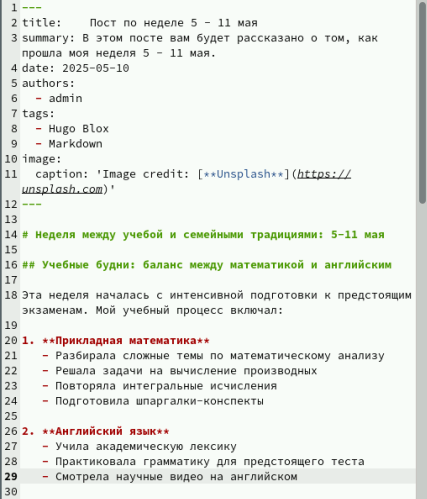 1 ---
2 title:    Пост по неделе 5 - 11 мая
3 summary: В этом посте вам будет рассказано о том, как
прошла моя неделя 5 - 11 мая.
4 date: 2025-05-10
5 authors:
6   - admin
7 tags:
8   - Hugo Blox
9   - Markdown
10 image:
11   caption: 'Image credit: [**Unsplash**](https://
unsplash.com)'
12 ---
13
14 # Неделя между учебой и семейными традициями: 5-11 мая
15
16 ## Учебные будни: баланс между математикой и английским
17
18 Эта неделя началась с интенсивной подготовки к предстоящим
экзаменам. Мой учебный процесс включал:
19
20 1. **Прикладная математика**
21    - Разбирала сложные темы по математическому анализу
22    - Решала задачи на вычисление производных
23    - Повторяла интегральные исчисления
24    - Подготовила шпаргалки-конспекты
25
26 2. **Английский язык**
27    - Учила академическую лексику
28    - Практиковала грамматику для предстоящего теста
29    - Смотрела научные видео на английском
30